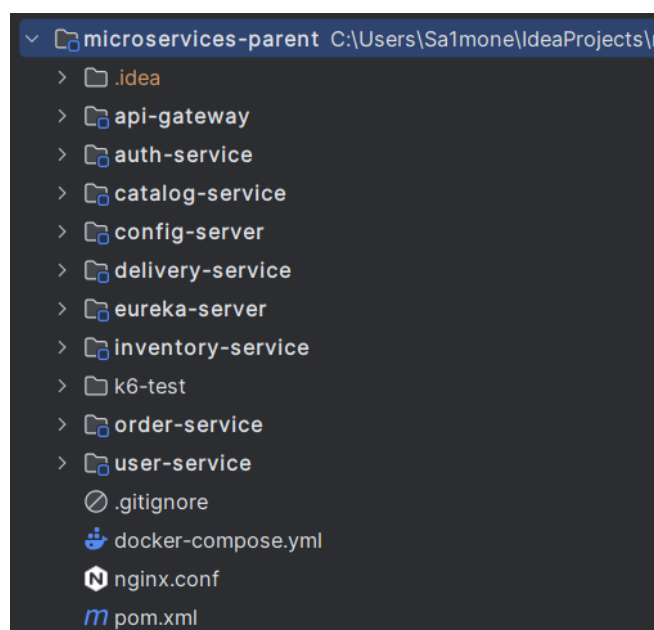 microservices-parent C:\Users\Sa1mone\IdeaProjects\
.idea
api-gateway
auth-service
catalog-service
config-server
delivery-service
eureka-server
inventory-service
k6-test
order-service
user-service
.gitignore
docker-compose.yml
nginx.conf
pom.xml